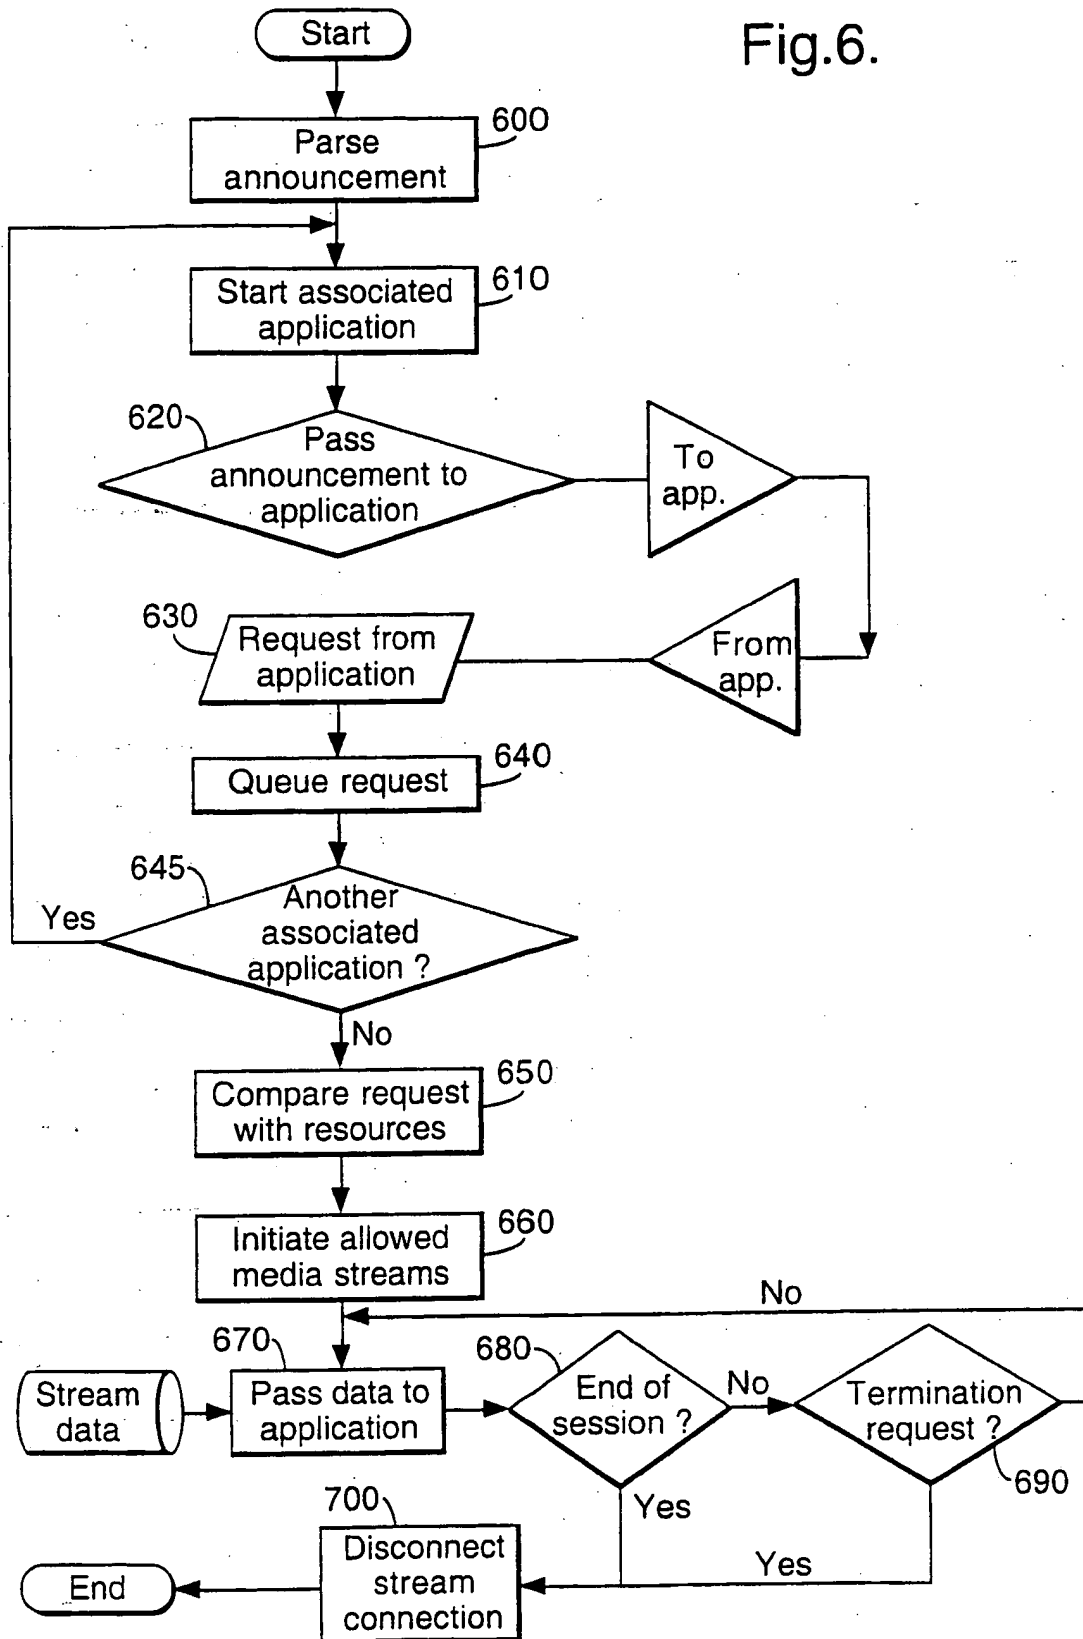 Fig.6.
Start
600
Parse
announcement
610
Start associated
application
620
Pass
announcement to
application
To
app.
From
app.
630
Request from
application
640
Queue request
645
Another
associated
application ?
Yes
No
650
Compare request
with resources
660
Initiate allowed
media streams
No
670
Stream
data
Pass data to
application
680
End of
session ?
No
Termination
request ?
690
Yes
Yes
700
Disconnect
stream
connection
End